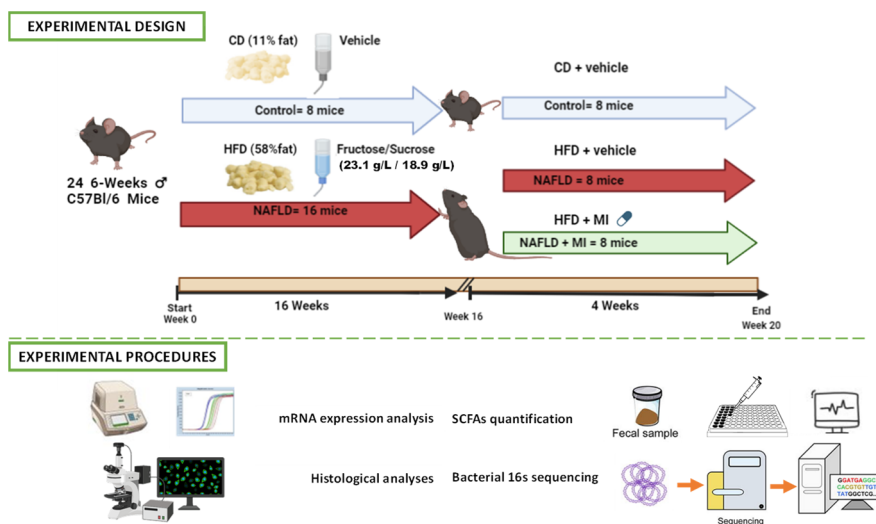 EXPERIMENTAL DESIGN
CD (11% fat)
Vehicle
Control= 8 mice
CD + vehicle
Control= 8 mice
24 6-Weeks ♂
C57Bl/6 Mice
HFD (58%fat)
Fructose/Sucrose
(23.1 g/L / 18.9 g/L)
NAFLD= 16 mice
HFD + vehicle
NAFLD = 8 mice
HFD + MI
NAFLD + MI = 8 mice
Start
Week 0
16 Weeks
Week 16
4 Weeks
End
Week 20
EXPERIMENTAL PROCEDURES
mRNA expression analysis
SCFAs quantification
Fecal sample
Histological analyses
Bacterial 16s sequencing
Sequencing
GGATGAGGC
CACGTGTTGT
TATGGCTCG..